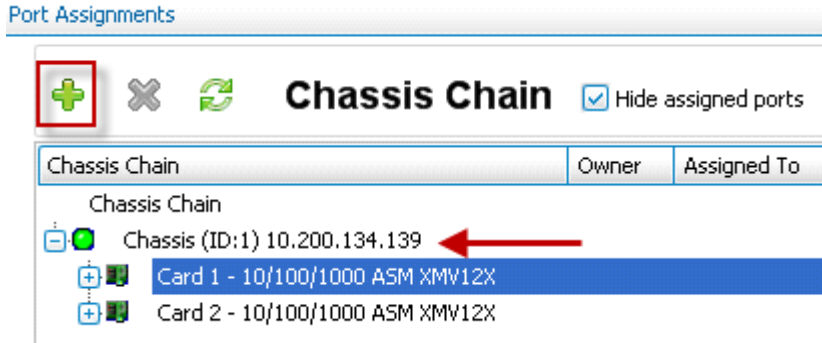 Port Assignments
Chassis Chain Hide assigned ports
Chassis Chain Owner Assigned To
Chassis Chain
Chassis (ID:1) 10.200.134.139
Card 1 - 10/100/1000 ASM XMV12X
Card 2 - 10/100/1000 ASM XMV12X